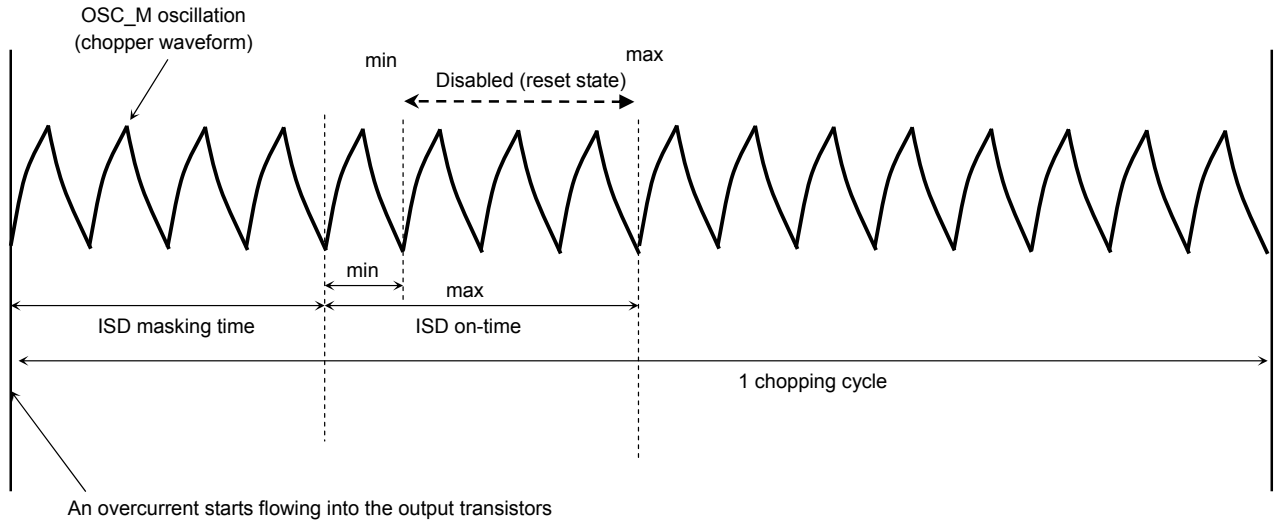 OSC_M oscillation
(chopper waveform)
min
max
Disabled (reset state)
min
max
ISD masking time
ISD on-time
1 chopping cycle
An overcurrent starts flowing into the output transistors